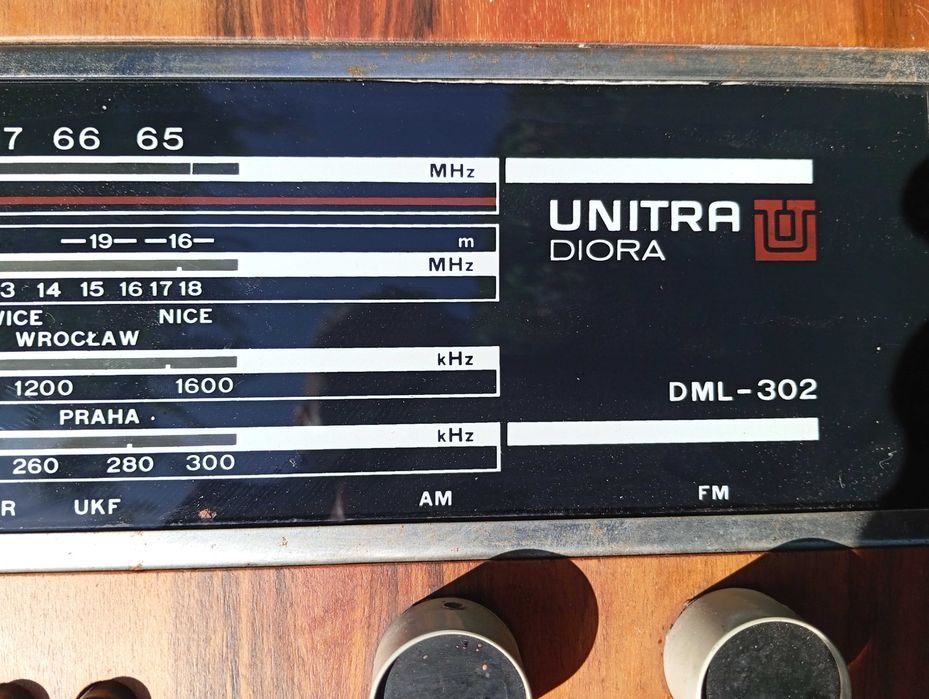 7 66 65
MHz
UNITRA
DIORA
—19— —16— m
MHz
3 14 15 16 17 18
VICE NICE
WROCŁAW
kHz
1200 1600
DML-302
PRAHA
kHz
260 280 300
R UKF AM FM